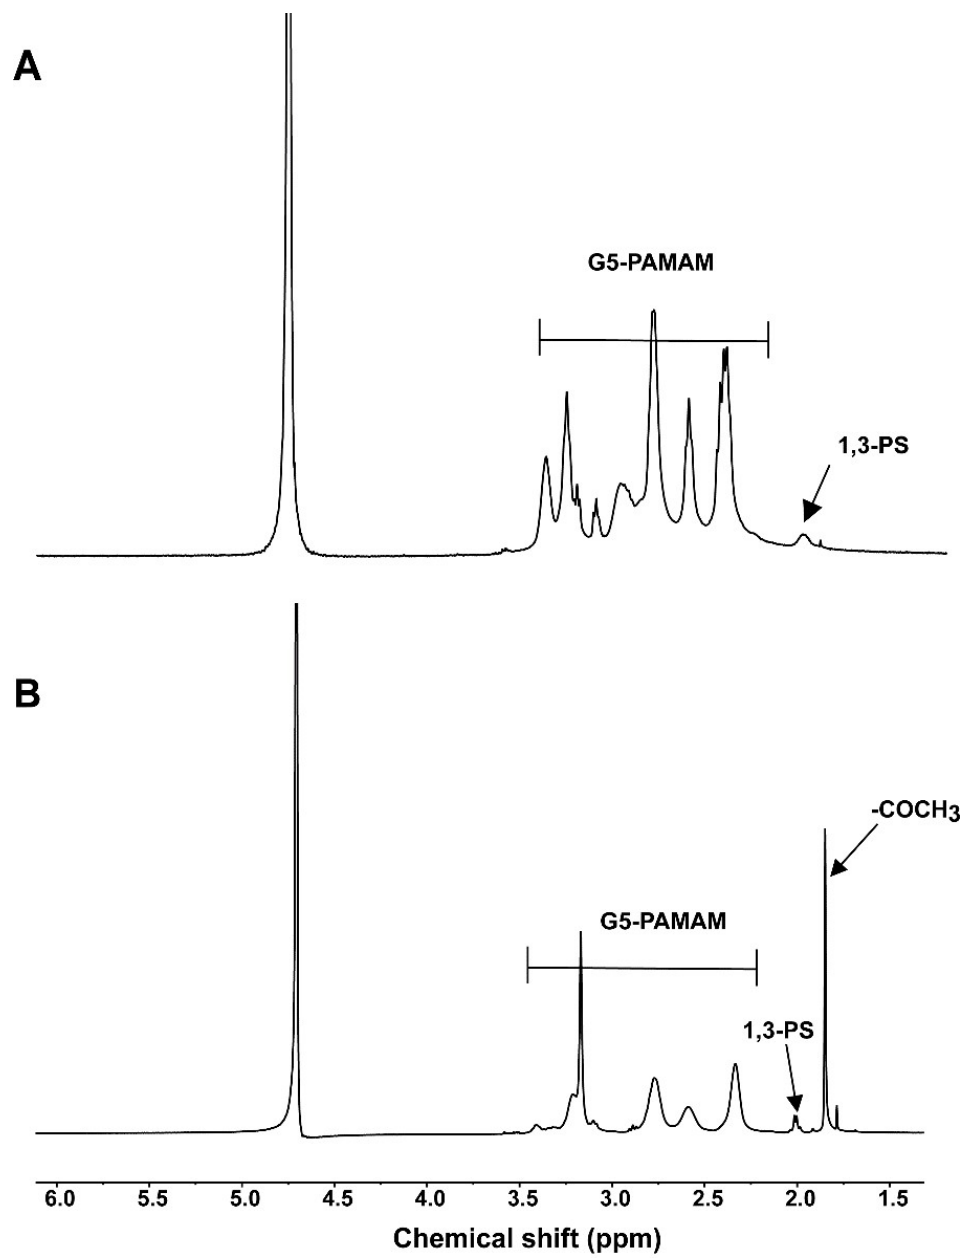 A
G5-PAMAM
1,3-PS
B
-COCH3
G5-PAMAM
1,3-PS
6.0 5.5 5.0 4.5 4.0 3.5 3.0 2.5 2.0 1.5
Chemical shift (ppm)